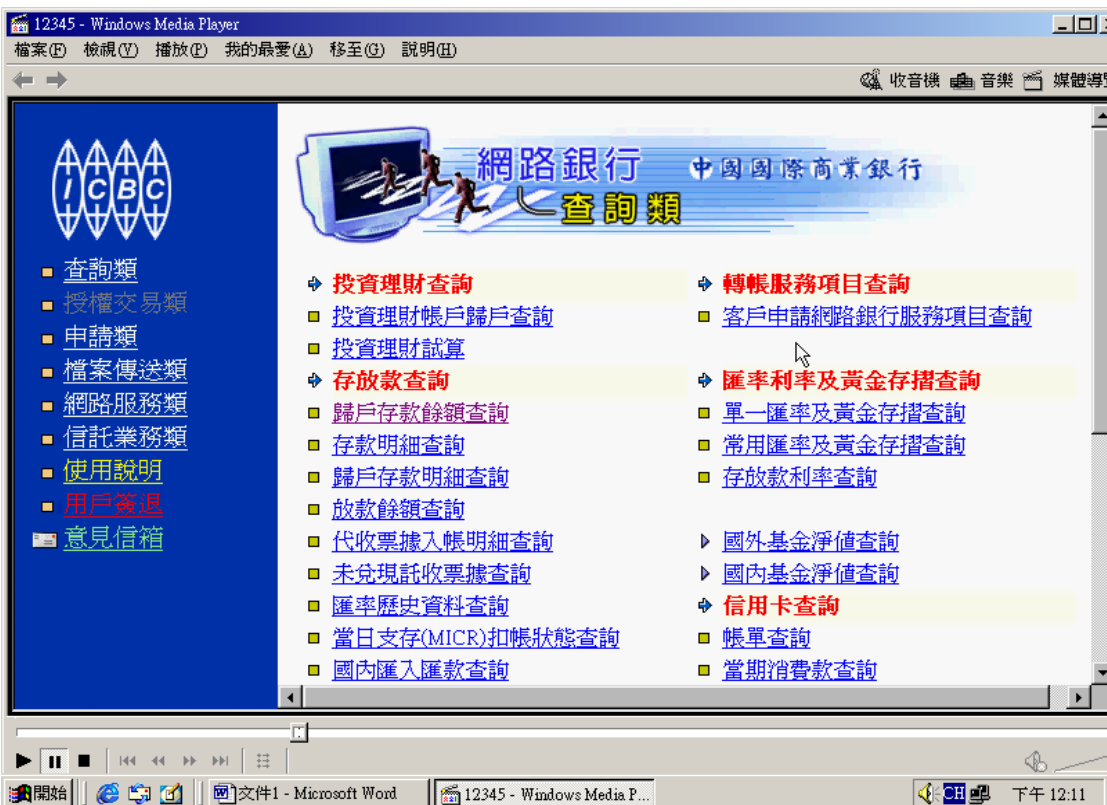 12345 - Windows Media Player
檔案(F) 檢視(V) 播放(P) 我的最愛(A) 移至(G) 說明(H)
收音機 音樂 媒體導覽
ICBC
網路銀行 中國國際商業銀行
查詢類
查詢類
授權交易類
申請類
檔案傳送類
網路服務類
信託業務類
使用說明
用戶簽退
意見信箱
投資理財查詢
投資理財帳戶歸戶查詢
投資理財試算
存放款查詢
歸戶存款餘額查詢
存款明細查詢
歸戶存款明細查詢
放款餘額查詢
代收票據入帳明細查詢
未兌現託收票據查詢
匯率歷史資料查詢
當日支存(MICR)扣帳狀態查詢
國內匯入匯款查詢
轉帳服務項目查詢
客戶申請網路銀行服務項目查詢
匯率利率及黃金存摺查詢
單一匯率及黃金存摺查詢
常用匯率及黃金存摺查詢
存放款利率查詢
國外基金淨值查詢
國內基金淨值查詢
信用卡查詢
帳單查詢
當期消費款查詢
開始 文件1 - Microsoft Word 12345 - Windows Media P... CH 下午 12:11